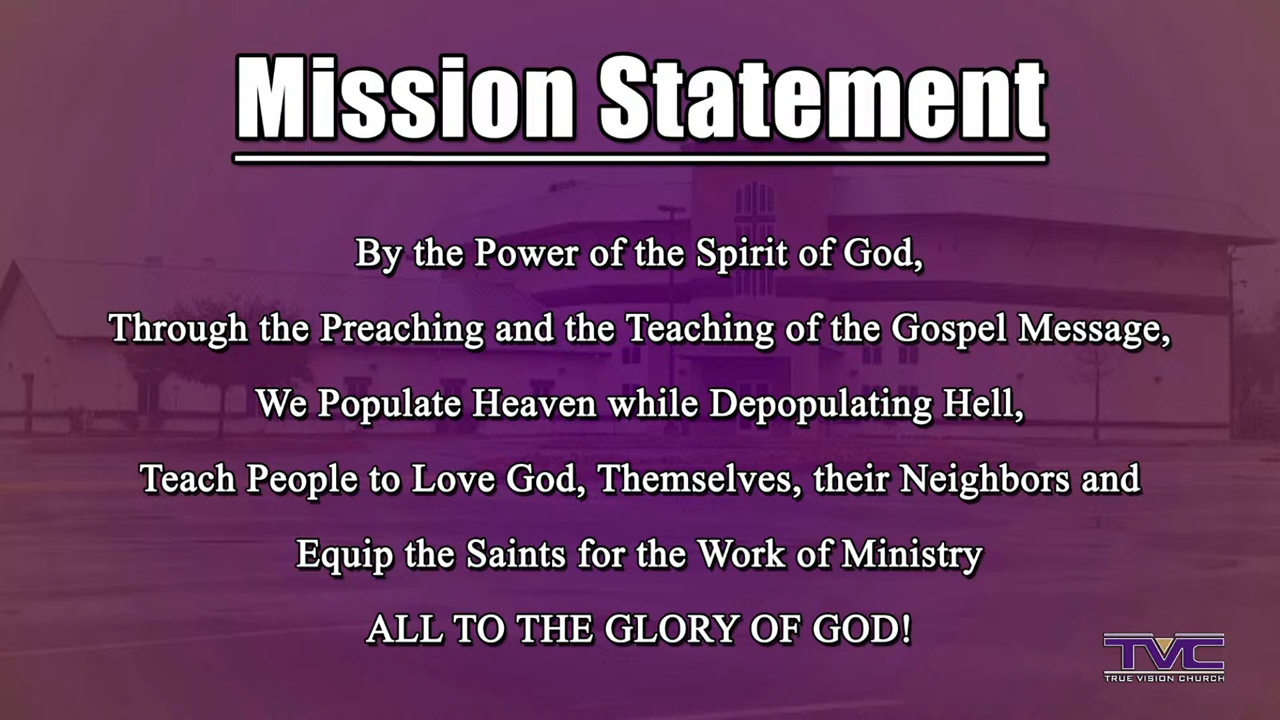 Mission Statement
By the Power of the Spirit of God,
Through the Preaching and the Teaching of the Gospel Message,
We Populate Heaven while Depopulating Hell,
Teach People to Love God, Themselves, their Neighbors and
Equip the Saints for the Work of Ministry
ALL TO THE GLORY OF GOD!
TVC
TRUE VISION CHURCH